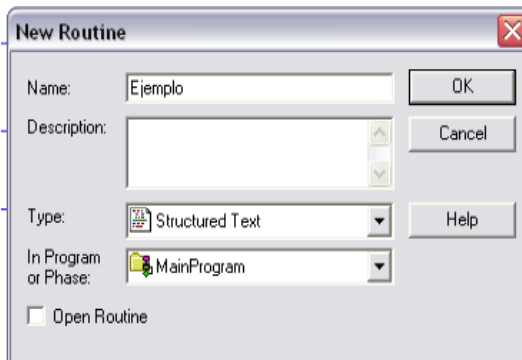 New Routine
Name: Ejemplo OK
Description: Cancel
Type: Structured Text Help
In Program
or Phase: MainProgram
Open Routine